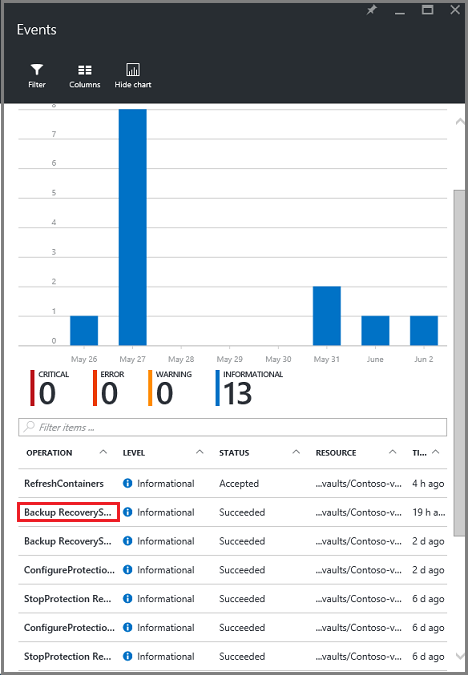 Events
Filter Columns Hide chart
8
7
6
5
4
3
2
1
0
May 26 May 27 May 28 May 29 May 30 May 31 June Jun 2
CRITICAL ERROR WARNING INFORMATIONAL
0 0 0 13
Filter items ...
OPERATION LEVEL STATUS RESOURCE TI...
RefreshContainers Informational Accepted ...vaults/Contoso-v... 4 h ago
Backup RecoveryS... Informational Succeeded ...vaults/Contoso-v... 19 h a...
Backup RecoveryS... Informational Succeeded ...vaults/Contoso-v... 2 d ago
ConfigureProtectio... Informational Succeeded ...vaults/Contoso-v... 2 d ago
StopProtection Re... Informational Succeeded ...vaults/Contoso-v... 6 d ago
ConfigureProtectio... Informational Succeeded ...vaults/Contoso-v... 6 d ago
StopProtection Re... Informational Succeeded ...vaults/Contoso-v... 6 d ago